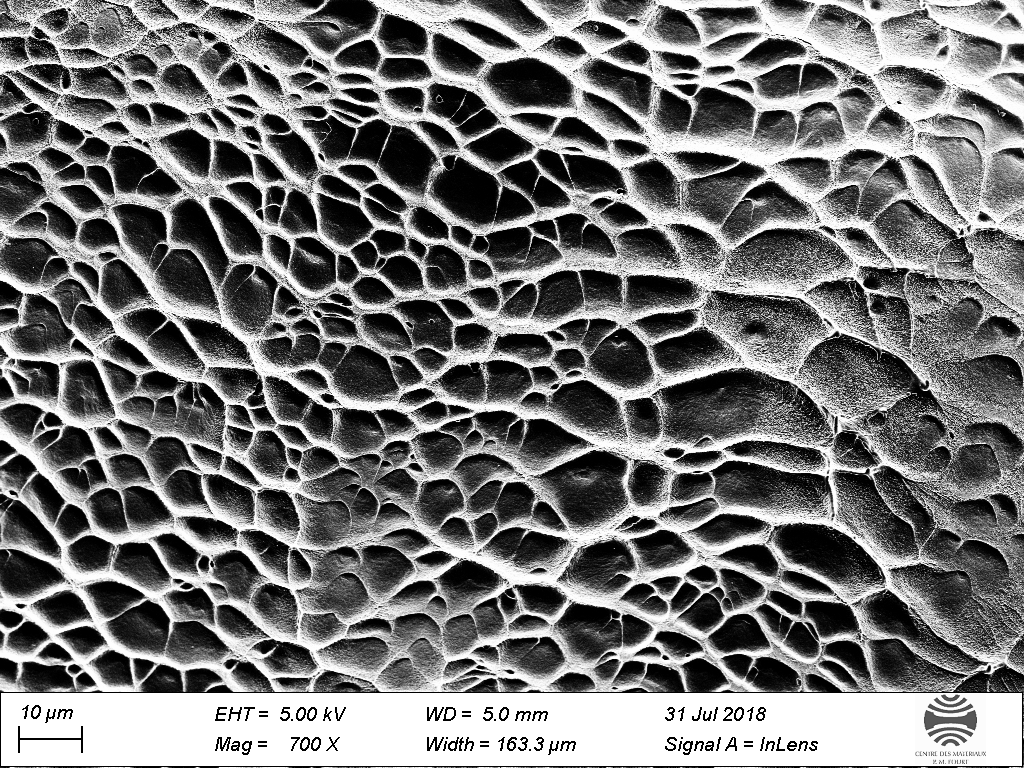 10 µm
EHT = 5.00 kV
WD = 5.0 mm
31 Jul 2018
Mag = 700 X
Width = 163.3 µm
Signal A = InLens
CENTRE DES MATERIAUX
P. M. FOURT